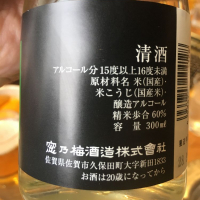 清酒
アルコール分 15度以上16度未満
原材料名 米(国産)・
米こうじ(国産米)・
醸造アルコール
精米歩合 60%
容量 300ml
窓乃梅酒造株式會社
佐賀県佐賀市久保田町大字新田1833
お酒は20歳になってから